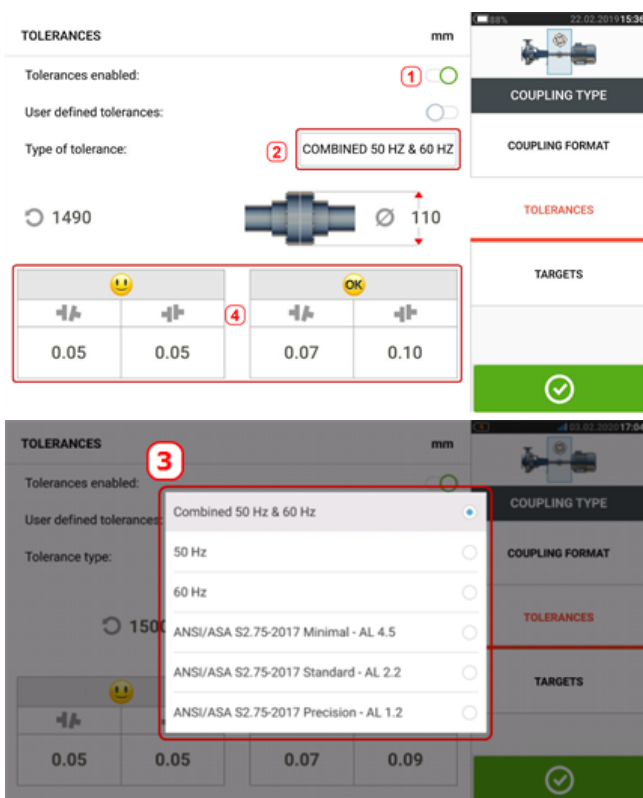 TOLERANCES mm
88% 22.02.2019 15:36
Tolerances enabled: 1
User defined tolerances:
Type of tolerance: 2 COMBINED 50 HZ & 60 HZ
1490 Ø 110
OK
4
0.05 0.05 0.07 0.10
COUPLING TYPE
COUPLING FORMAT
TOLERANCES
TARGETS
TOLERANCES mm
03.02.2020 17:04
3
Tolerances enabled:
User defined tolerances:
Tolerance type:
1500
Combined 50 Hz & 60 Hz
50 Hz
60 Hz
ANSI/ASA S2.75-2017 Minimal - AL 4.5
ANSI/ASA S2.75-2017 Standard - AL 2.2
ANSI/ASA S2.75-2017 Precision - AL 1.2
0.05 0.05 0.07 0.09
COUPLING TYPE
COUPLING FORMAT
TOLERANCES
TARGETS